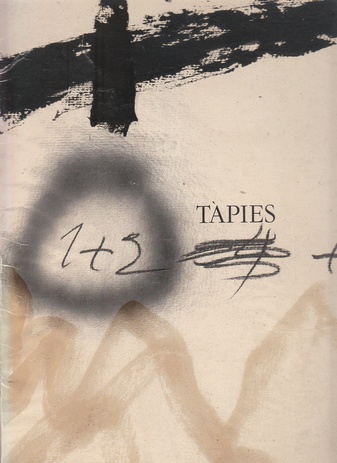 TÀPIES
1+2
+